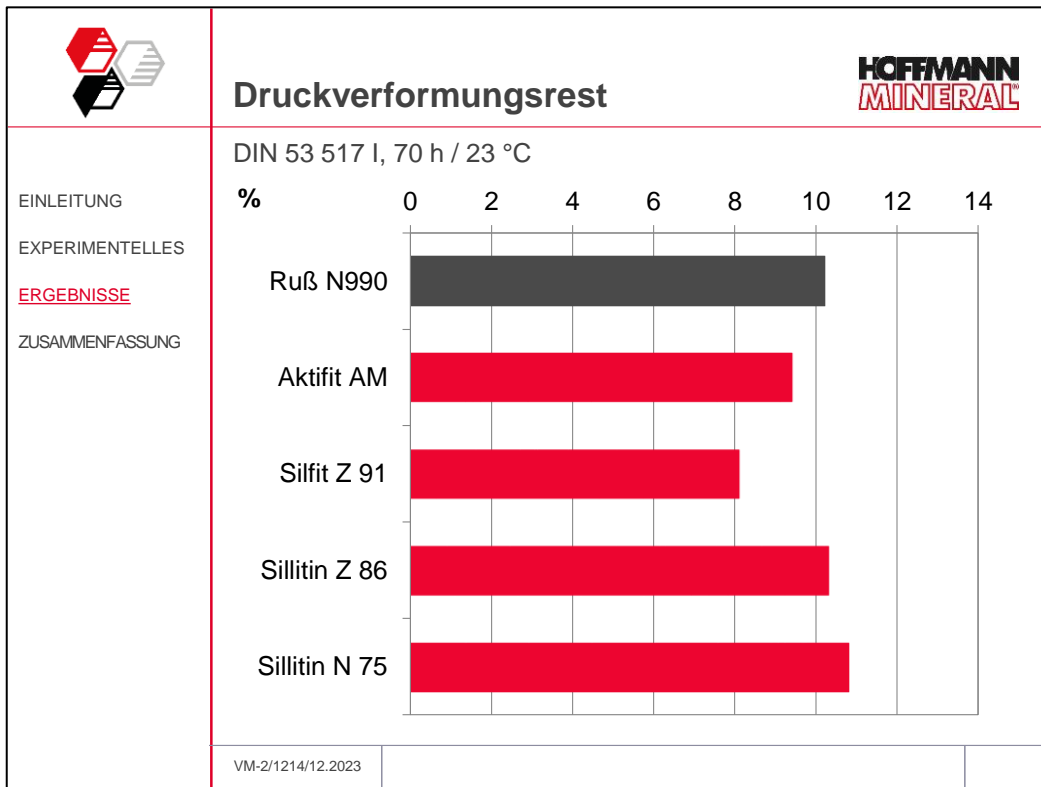 Druckverformungsrest
HOFFMANN
MINERAL®
DIN 53 517 I, 70 h / 23 °C
EINLEITUNG
EXPERIMENTELLES
ERGEBNISSE
ZUSAMMENFASSUNG
% 0 2 4 6 8 10 12 14
Ruß N990
Aktifit AM
Silfit Z 91
Sillitin Z 86
Sillitin N 75
VM-2/1214/12.2023